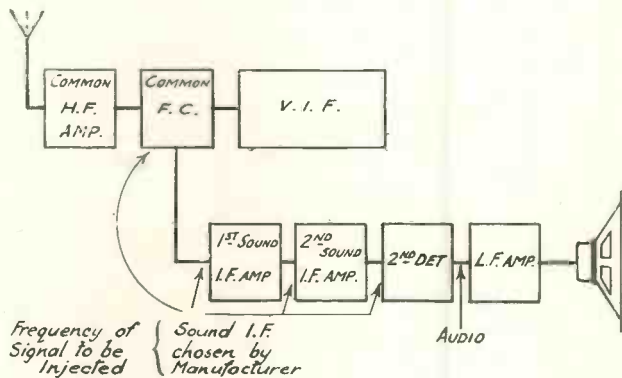 COMMON
H.F.
AMP.
COMMON
F.C.
V.I.F.
1ST SOUND
I.F. AMP
2ND
SOUND
I.F. AMP.
2ND DET
L.F. AMP.
AUDIO
Frequency of
Signal to be
Injected
Sound I.F.
chosen by
Manufacturer